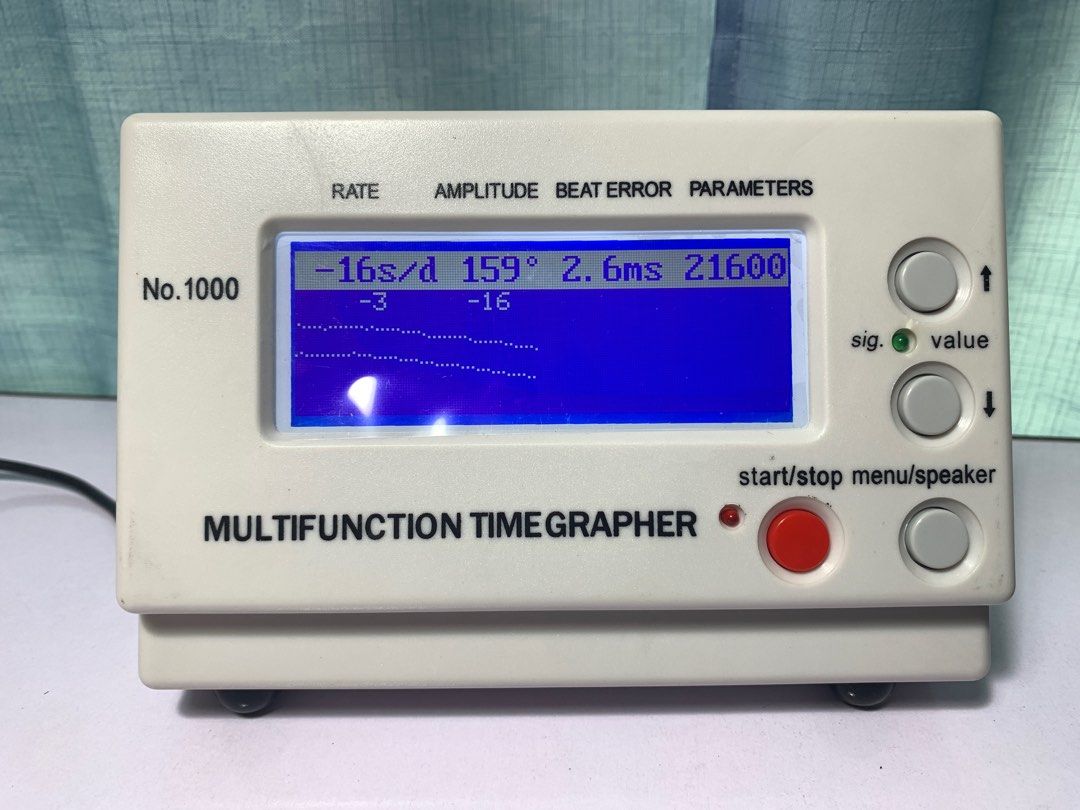 RATE AMPLITUDE BEAT ERROR PARAMETERS
-16s/d 159° 2.6ms 21600
-3 -16
No.1000
sig. value
start/stop menu/speaker
MULTIFUNCTION TIMEGRAPHER